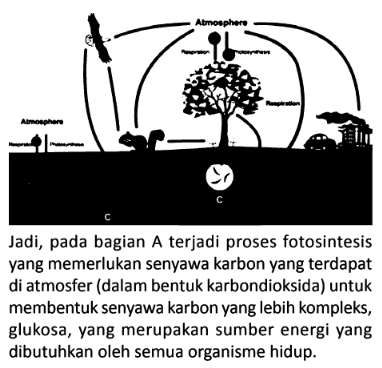 Atmosphere
Respiration Photosynthesis
Respiration
Atmosphere
Respiration Photosynthesis
C
C
Jadi, pada bagian A terjadi proses fotosintesis
yang memerlukan senyawa karbon yang terdapat
di atmosfer (dalam bentuk karbondioksida) untuk
membentuk senyawa karbon yang lebih kompleks,
glukosa, yang merupakan sumber energi yang
dibutuhkan oleh semua organisme hidup.